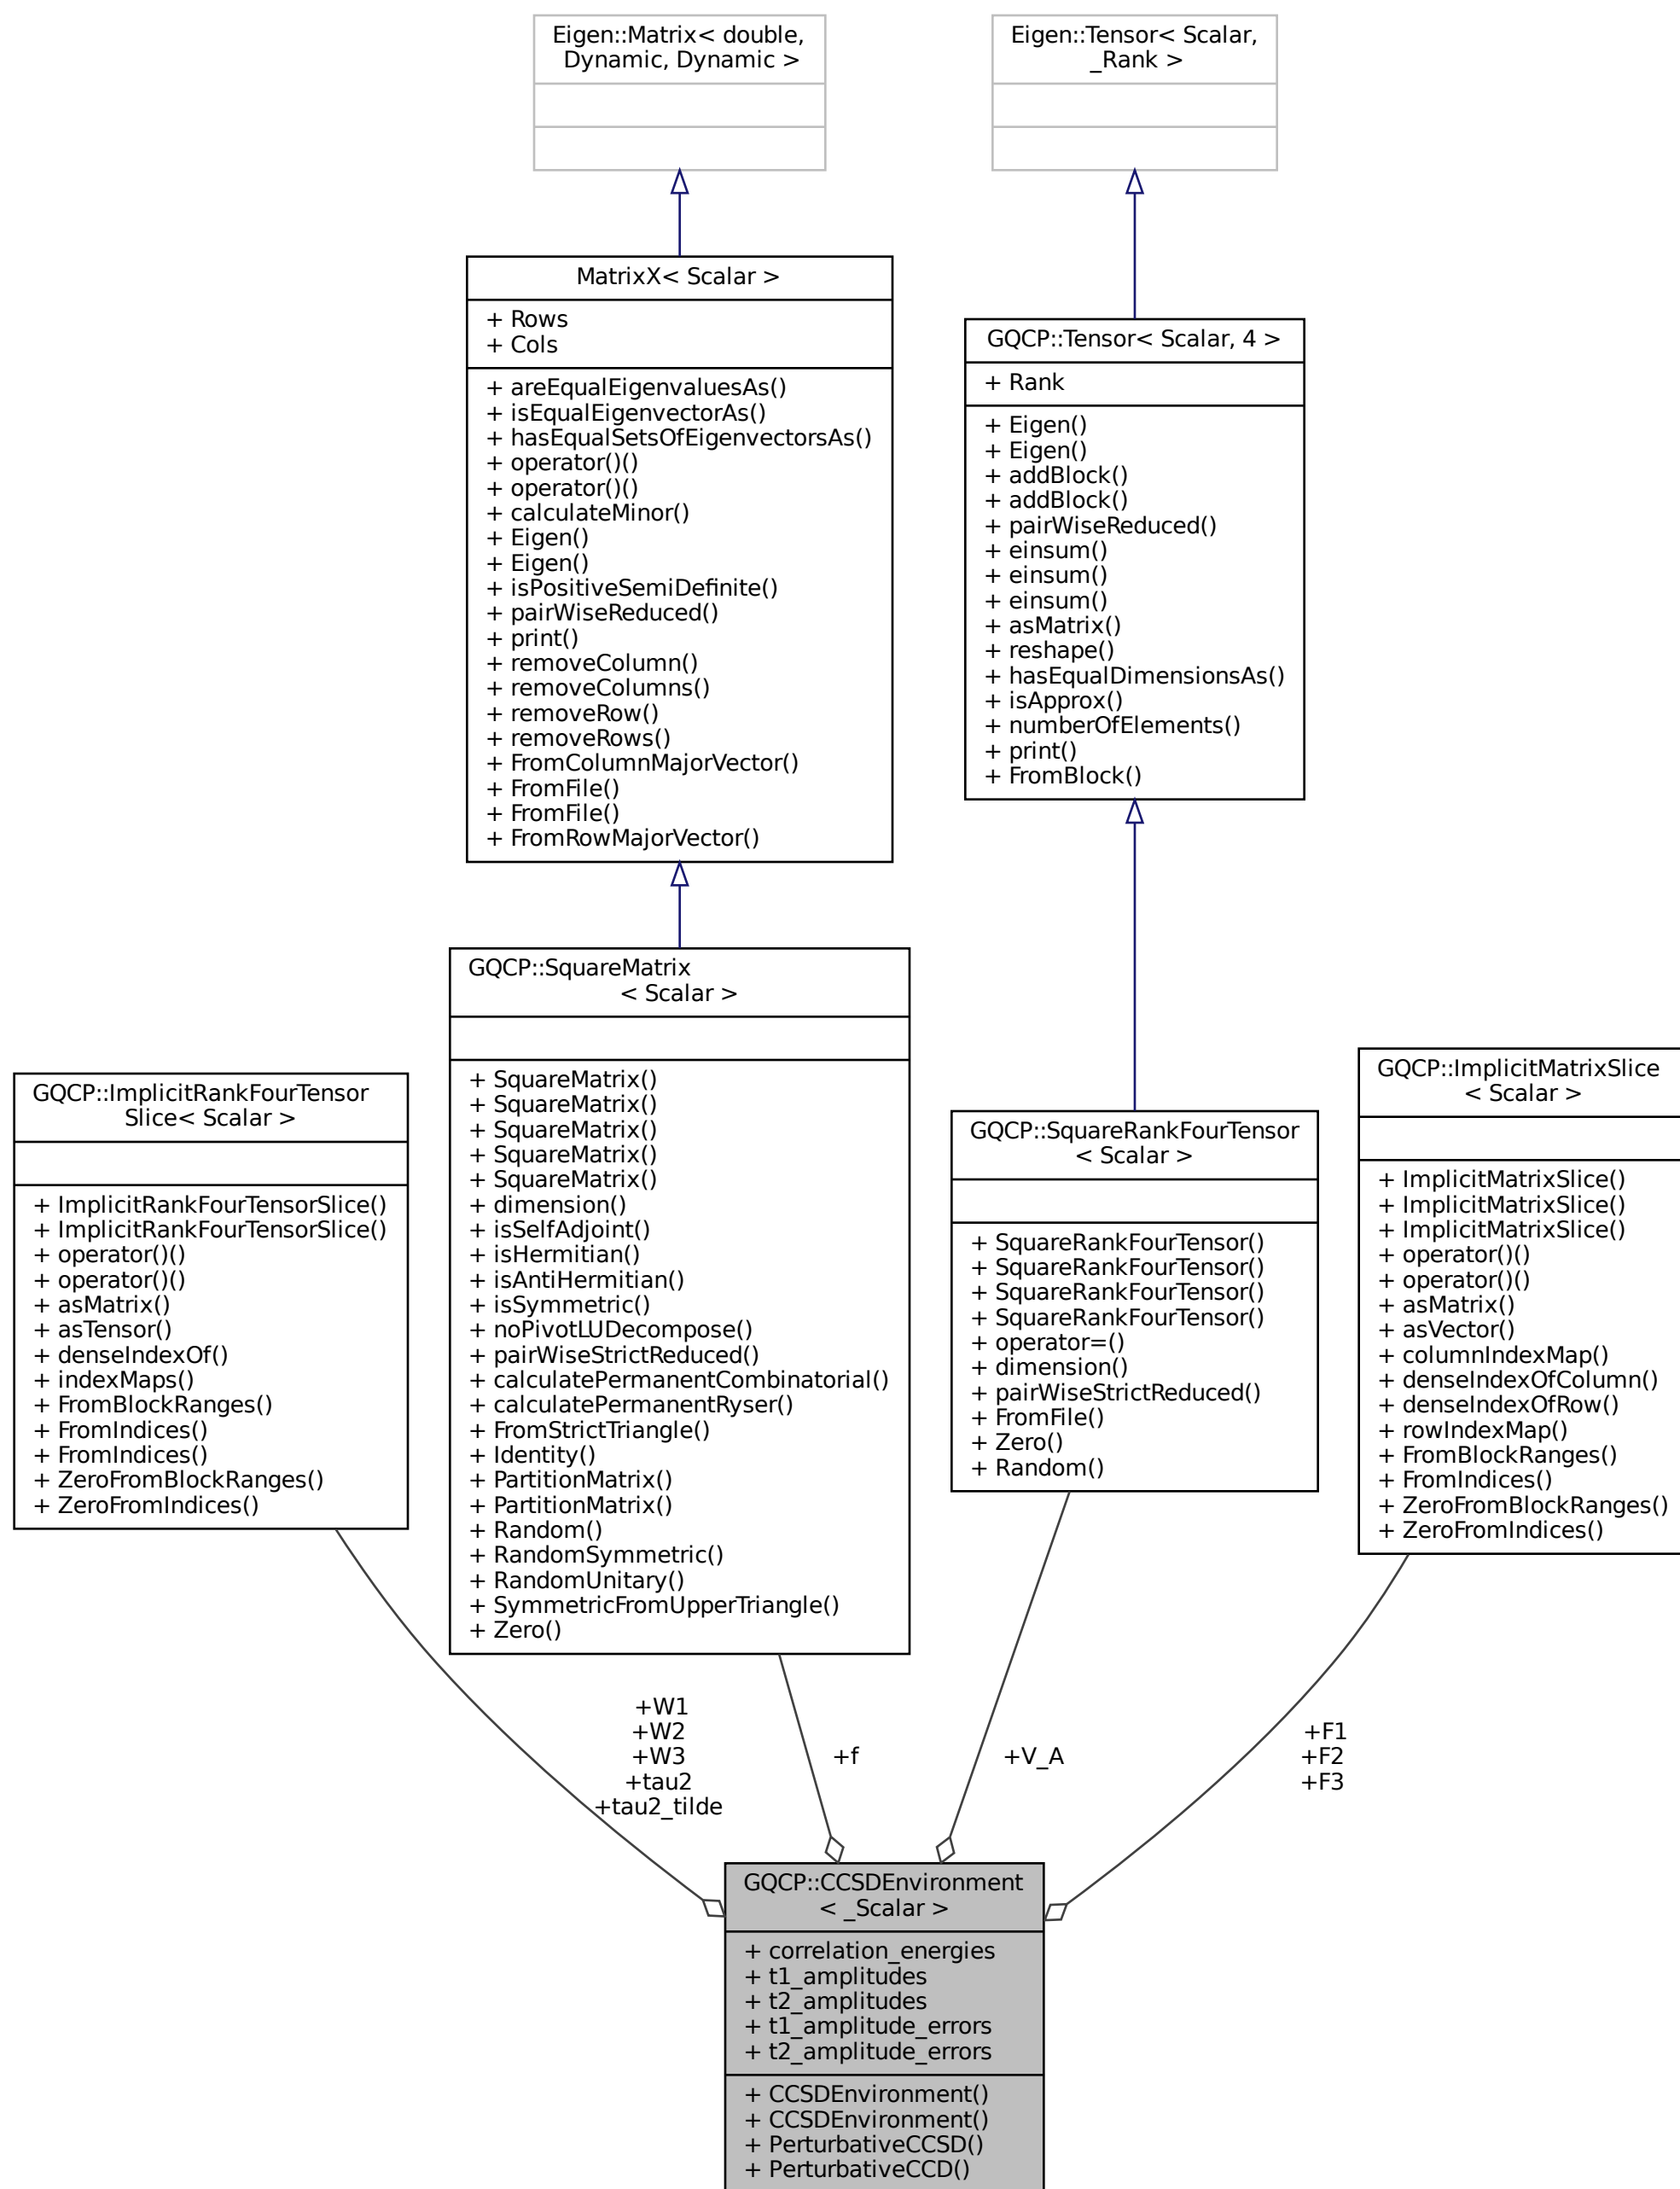 Eigen::Matrix< double,
Dynamic, Dynamic >
Eigen::Tensor< Scalar,
_Rank >
MatrixX< Scalar >
+ Rows
+ Cols
+ areEqualEigenvaluesAs()
+ isEqualEigenvectorAs()
+ hasEqualSetsOfEigenvectorsAs()
+ operator()()
+ operator()()
+ calculateMinor()
+ Eigen()
+ Eigen()
+ isPositiveSemiDefinite()
+ pairWiseReduced()
+ print()
+ removeColumn()
+ removeColumns()
+ removeRow()
+ removeRows()
+ FromColumnMajorVector()
+ FromFile()
+ FromFile()
+ FromRowMajorVector()
GQCP::Tensor< Scalar, 4 >
+ Rank
+ Eigen()
+ Eigen()
+ addBlock()
+ addBlock()
+ pairWiseReduced()
+ einsum()
+ einsum()
+ einsum()
+ asMatrix()
+ reshape()
+ hasEqualDimensionsAs()
+ isApprox()
+ numberOfElements()
+ print()
+ FromBlock()
GQCP::ImplicitRankFourTensor
Slice< Scalar >
+ ImplicitRankFourTensorSlice()
+ ImplicitRankFourTensorSlice()
+ operator()()
+ operator()()
+ asMatrix()
+ asTensor()
+ denseIndexOf()
+ indexMaps()
+ FromBlockRanges()
+ FromIndices()
+ FromIndices()
+ ZeroFromBlockRanges()
+ ZeroFromIndices()
GQCP::SquareMatrix
< Scalar >
+ SquareMatrix()
+ SquareMatrix()
+ SquareMatrix()
+ SquareMatrix()
+ SquareMatrix()
+ dimension()
+ isSelfAdjoint()
+ isHermitian()
+ isAntiHermitian()
+ isSymmetric()
+ noPivotLUDecompose()
+ pairWiseStrictReduced()
+ calculatePermanentCombinatorial()
+ calculatePermanentRyser()
+ FromStrictTriangle()
+ Identity()
+ PartitionMatrix()
+ PartitionMatrix()
+ Random()
+ RandomSymmetric()
+ RandomUnitary()
+ SymmetricFromUpperTriangle()
+ Zero()
GQCP::SquareRankFourTensor
< Scalar >
+ SquareRankFourTensor()
+ SquareRankFourTensor()
+ SquareRankFourTensor()
+ SquareRankFourTensor()
+ operator=()
+ dimension()
+ pairWiseStrictReduced()
+ FromFile()
+ Zero()
+ Random()
GQCP::ImplicitMatrixSlice
< Scalar >
+ ImplicitMatrixSlice()
+ ImplicitMatrixSlice()
+ ImplicitMatrixSlice()
+ operator()()
+ operator()()
+ asMatrix()
+ asVector()
+ columnIndexMap()
+ denseIndexOfColumn()
+ denseIndexOfRow()
+ rowIndexMap()
+ FromBlockRanges()
+ FromIndices()
+ ZeroFromBlockRanges()
+ ZeroFromIndices()
+W1
+W2
+W3
+tau2
+tau2_tilde
+f
+V_A
+F1
+F2
+F3
GQCP::CCSDEnvironment
< _Scalar >
+ correlation_energies
+ t1_amplitudes
+ t2_amplitudes
+ t1_amplitude_errors
+ t2_amplitude_errors
+ CCSDEnvironment()
+ CCSDEnvironment()
+ PerturbativeCCSD()
+ PerturbativeCCD()